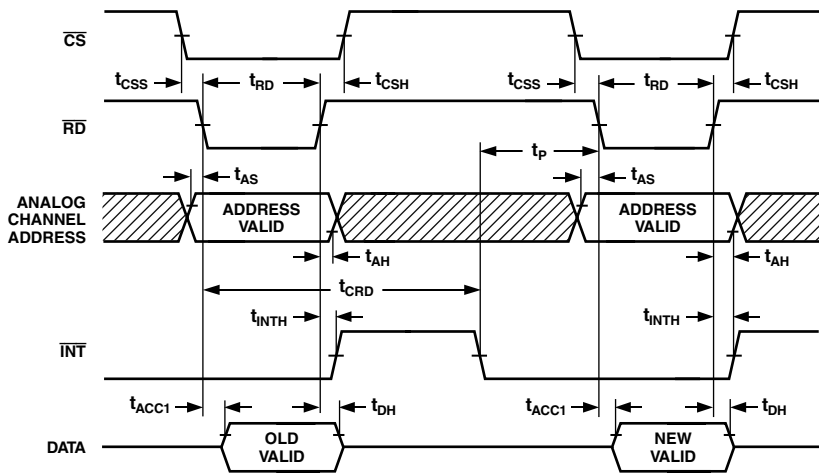 CS
tCSS tRD tCSH tCSS tRD tCSH
RD
tP
tAS tAS
ANALOG
CHANNEL
ADDRESS
ADDRESS
VALID
ADDRESS
VALID
tAH tAH
tCRD
tINTH tINTH
INT
tACC1 tDH tACC1 tDH
DATA
OLD
VALID
NEW
VALID